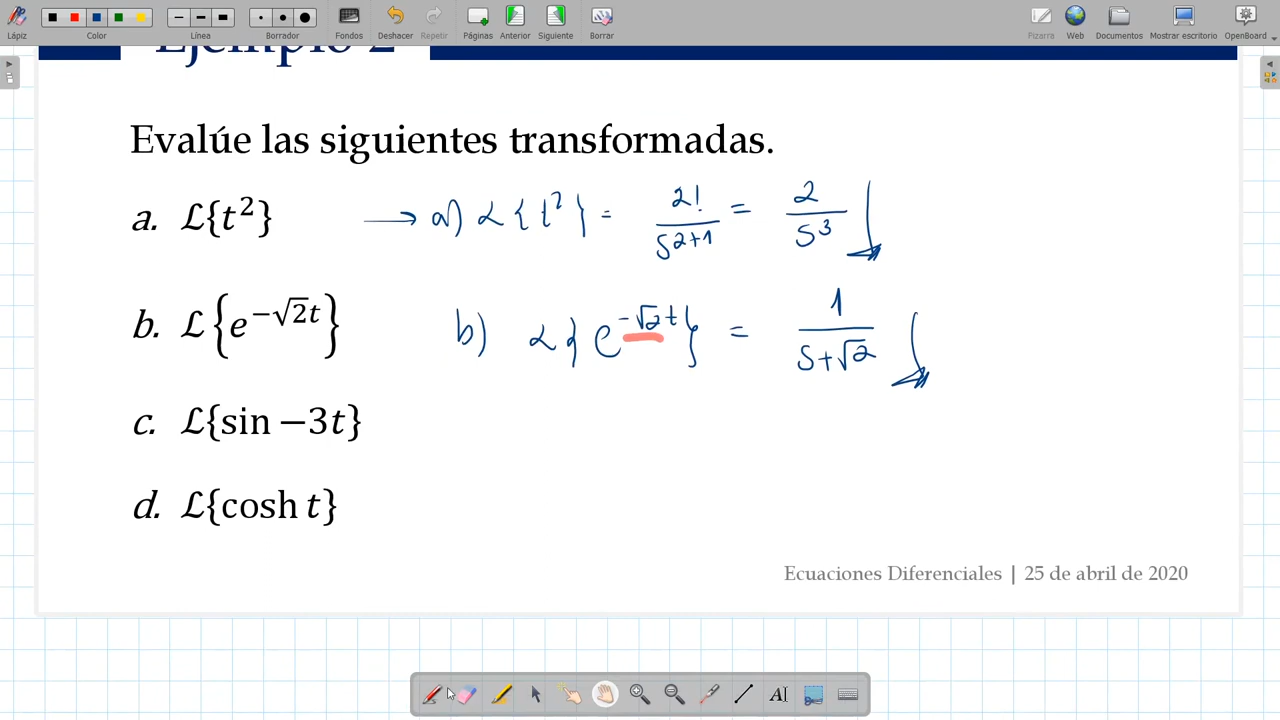 Lápiz Color Línea Borrador Fondos Deshacer Repetir Páginas Anterior Siguiente Borrar Pizarra Web Documentos Mostrar escritorio OpenBoard
Ejemplo 2
Evalúe las siguientes transformadas.
a. ℒ{t²} → a) ℒ{t²} = 2!/s²⁺¹ = 2/s³
b. ℒ{e^(−√2t)} b) ℒ{e^(−√2t)} = 1/(s+√2)
c. ℒ{sin −3t}
d. ℒ{cosh t}
Ecuaciones Diferenciales | 25 de abril de 2020